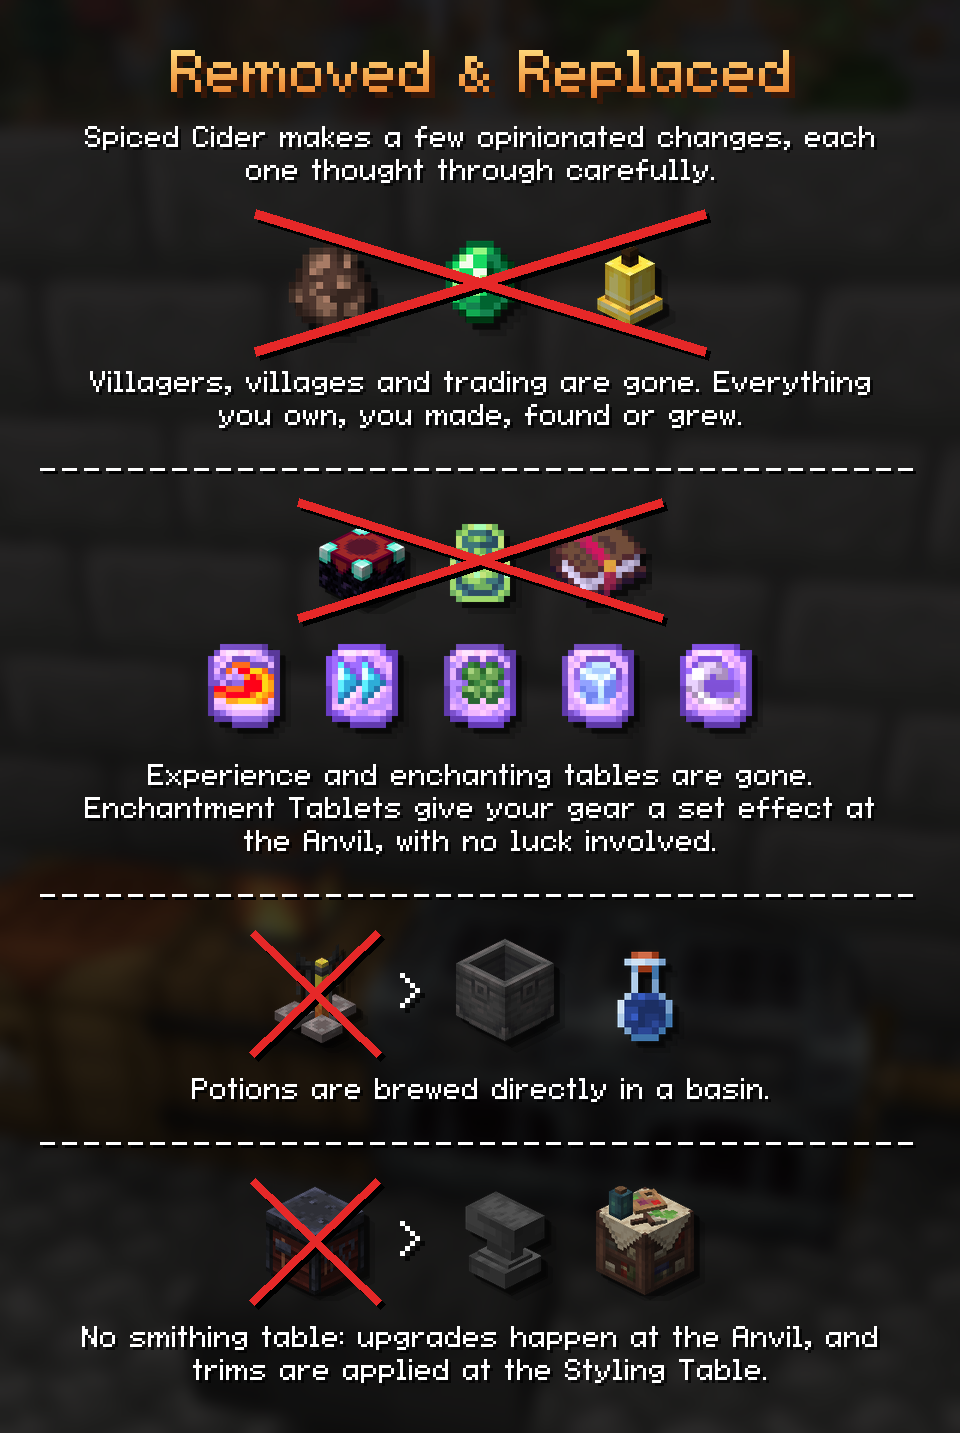 Removed & Replaced
Spiced Cider makes a few opinionated changes, each
one thought through carefully.
Villagers, villages and trading are gone. Everything
you own, you made, found or grew.
Experience and enchanting tables are gone.
Enchantment Tablets give your gear a set effect at
the Anvil, with no luck involved.
Potions are brewed directly in a basin.
No smithing table: upgrades happen at the Anvil, and
trims are applied at the Styling Table.